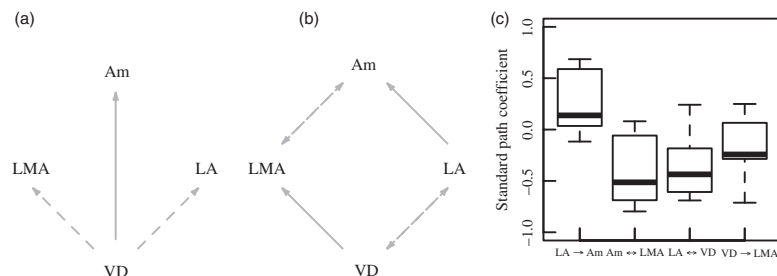 (a)
Am
LMA
LA
VD
(b)
Am
LMA
LA
VD
(c)
Standard path coefficient
1.0
0.5
0.0
−0.5
−1.0
LA → Am Am ↔ LMA LA ↔ VD VD → LMA